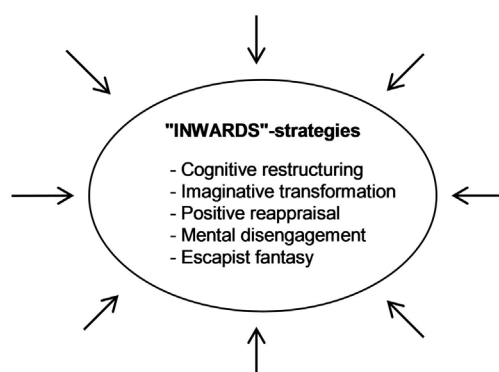 "INWARDS"-strategies
- Cognitive restructuring
- Imaginative transformation
- Positive reappraisal
- Mental disengagement
- Escapist fantasy